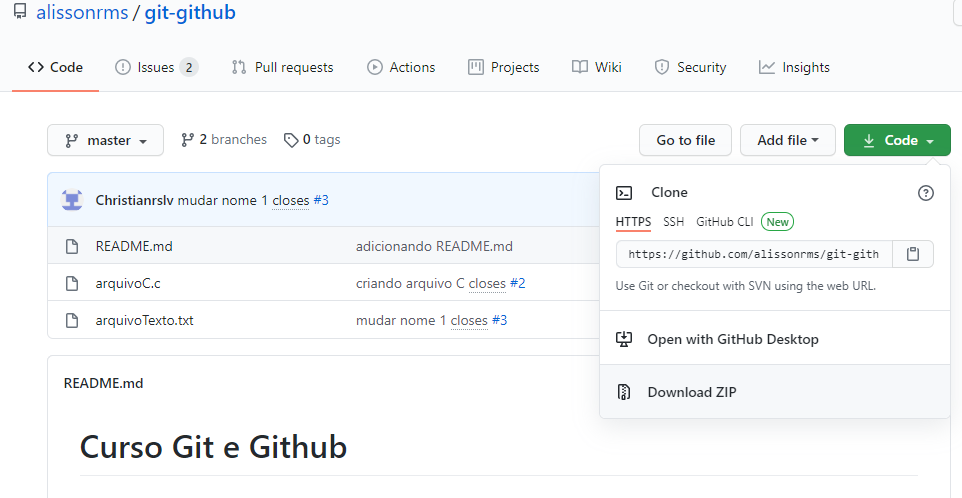 alissonrms / git-github
Code Issues 2 Pull requests Actions Projects Wiki Security Insights
master 2 branches 0 tags Go to file Add file Code
Christianrslv mudar nome 1 closes #3
README.md adicionando README.md
arquivoC.c criando arquivo C closes #2
arquivoTexto.txt mudar nome 1 closes #3
Clone
HTTPS SSH GitHub CLI New
https://github.com/alissonrms/git-gith
Use Git or checkout with SVN using the web URL.
Open with GitHub Desktop
Download ZIP
README.md
Curso Git e Github